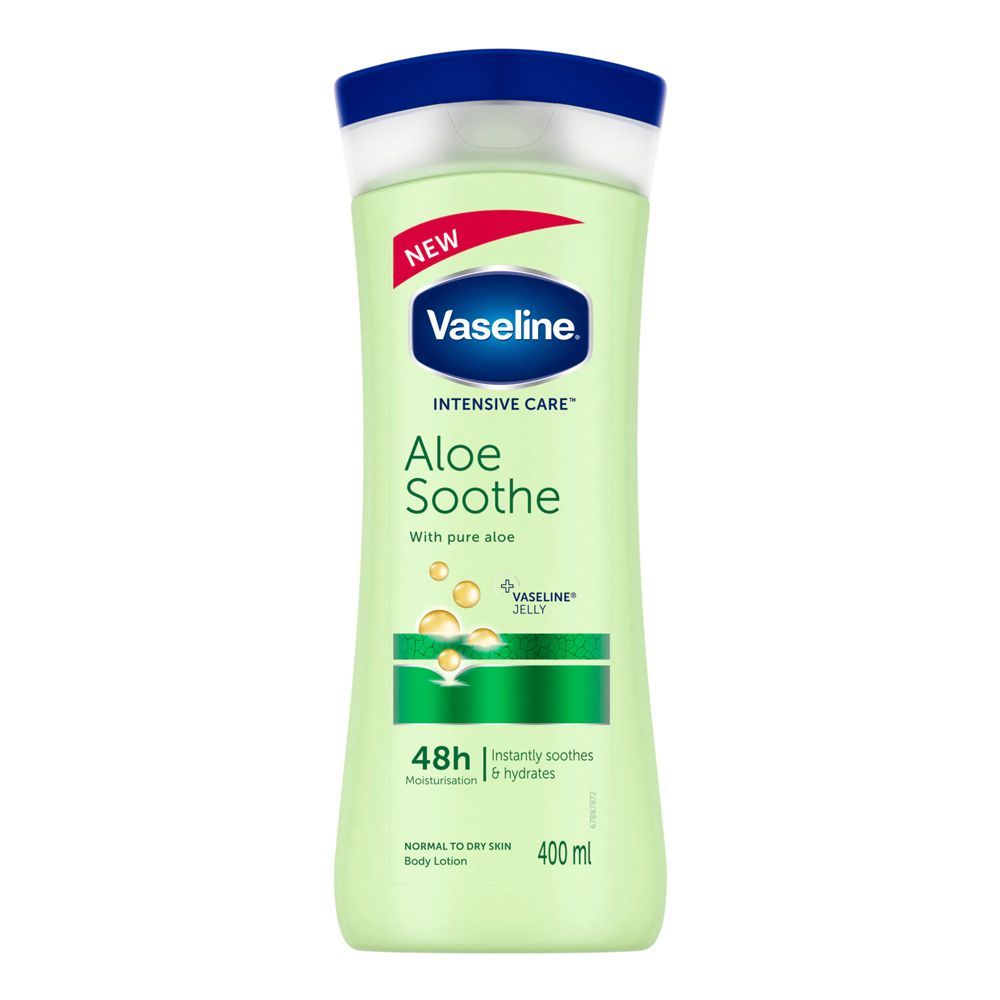 NEW
Vaseline®
INTENSIVE CARE™
Aloe
Soothe
With pure aloe
VASELINE®
JELLY
48h
Moisturisation
Instantly soothes
& hydrates
67887872
NORMAL TO DRY SKIN
Body Lotion
400 ml